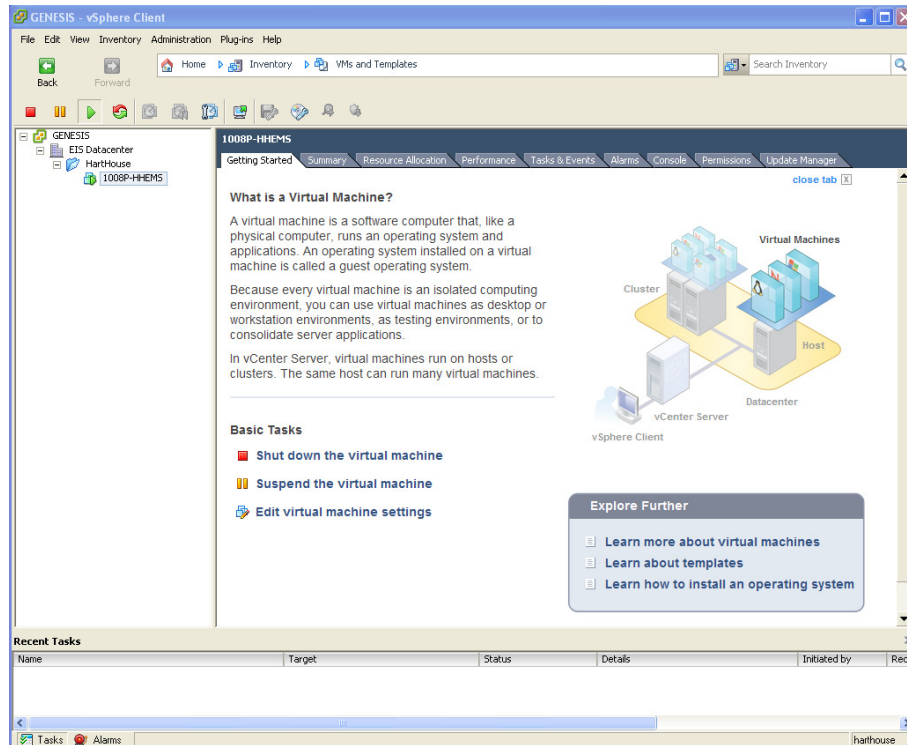 GENESIS - vSphere Client
File Edit View Inventory Administration Plug-ins Help
Back Forward Home Inventory VMs and Templates Search Inventory
GENESIS
EIS Datacenter
HartHouse
1008P-HHEMS
1008P-HHEMS
Getting Started Summary Resource Allocation Performance Tasks & Events Alarms Console Permissions Update Manager
close tab
What is a Virtual Machine?
A virtual machine is a software computer that, like a
physical computer, runs an operating system and
applications. An operating system installed on a virtual
machine is called a guest operating system.
Because every virtual machine is an isolated computing
environment, you can use virtual machines as desktop or
workstation environments, as testing environments, or to
consolidate server applications.
In vCenter Server, virtual machines run on hosts or
clusters. The same host can run many virtual machines.
Virtual Machines
Cluster
Host
Datacenter
vCenter Server
vSphere Client
Basic Tasks
Shut down the virtual machine
Suspend the virtual machine
Edit virtual machine settings
Explore Further
Learn more about virtual machines
Learn about templates
Learn how to install an operating system
Recent Tasks
Name Target Status Details Initiated by Rec
Tasks Alarms harthouse